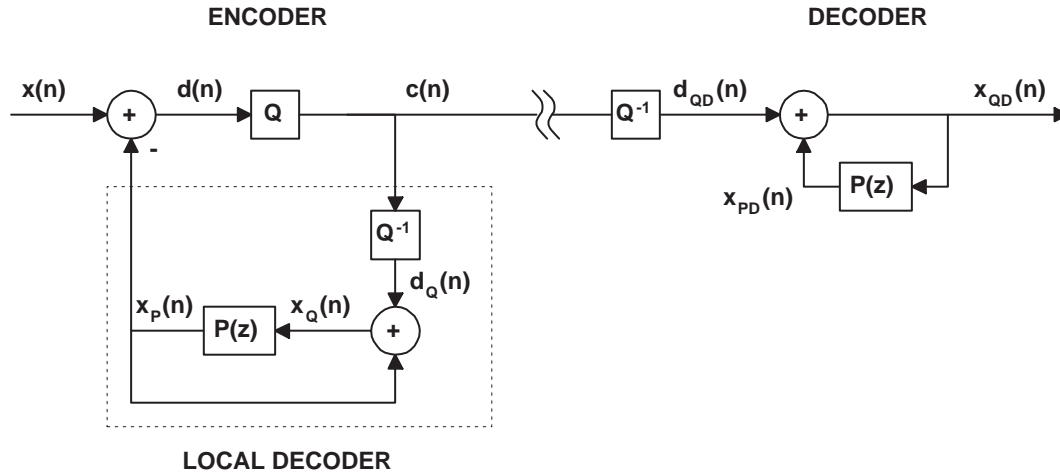 ENCODER
DECODER
x(n)
+
-
d(n)
Q
c(n)
Q⁻¹
d_QD(n)
+
x_QD(n)
P(z)
x_PD(n)
Q⁻¹
d_Q(n)
x_P(n)
P(z)
x_Q(n)
+
LOCAL DECODER